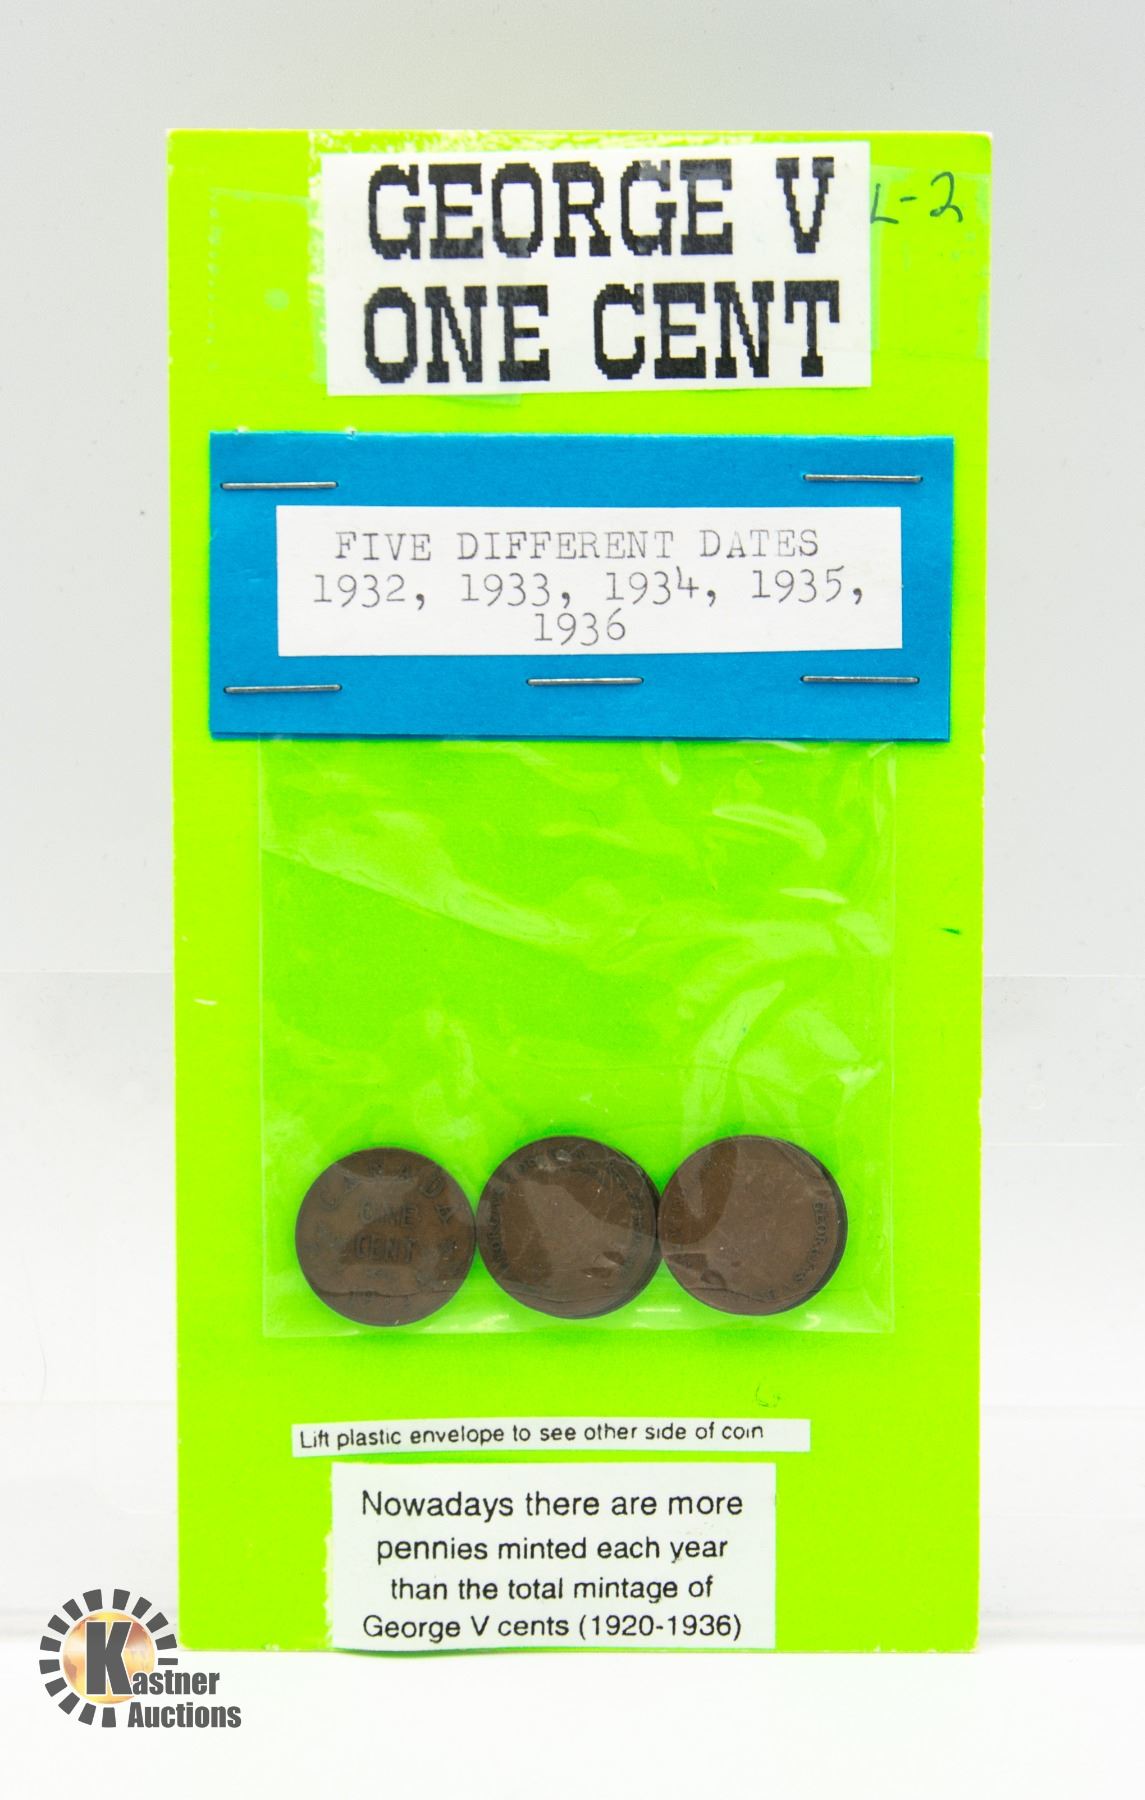 GEORGE V
ONE CENT
L-2
FIVE DIFFERENT DATES
1932, 1933, 1934, 1935,
1936
CANADA
ONE
CENT
Lift plastic envelope to see other side of coin
Nowadays there are more
pennies minted each year
than the total mintage of
George V cents (1920-1936)
Kastner
Auctions